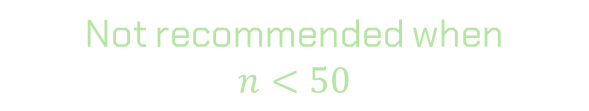 Not recommended when
n < 50